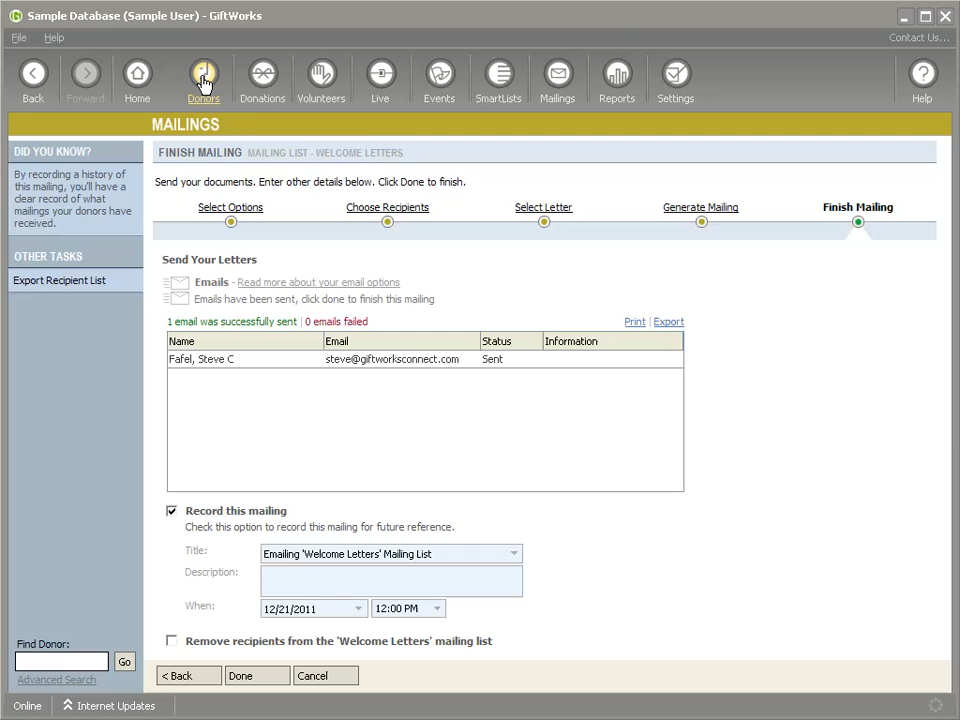 Sample Database (Sample User) - GiftWorks
File Help Contact Us...
Back Forward Home Donors Donations Volunteers Live Events SmartLists Mailings Reports Settings Help
MAILINGS
DID YOU KNOW?
By recording a history of
this mailing, you'll have a
clear record of what
mailings your donors have
received.
OTHER TASKS
Export Recipient List
FINISH MAILING MAILING LIST - WELCOME LETTERS
Send your documents. Enter other details below. Click Done to finish.
Select Options Choose Recipients Select Letter Generate Mailing Finish Mailing
Send Your Letters
Emails - Read more about your email options
Emails have been sent, click done to finish this mailing
1 email was successfully sent | 0 emails failed Print | Export
Name Email Status Information
Fafel, Steve C steve@giftworksconnect.com Sent
Record this mailing
Check this option to record this mailing for future reference.
Title: Emailing 'Welcome Letters' Mailing List
Description:
When: 12/21/2011 12:00 PM
Remove recipients from the 'Welcome Letters' mailing list
Find Donor:
Go
Advanced Search
< Back Done Cancel
Online Internet Updates